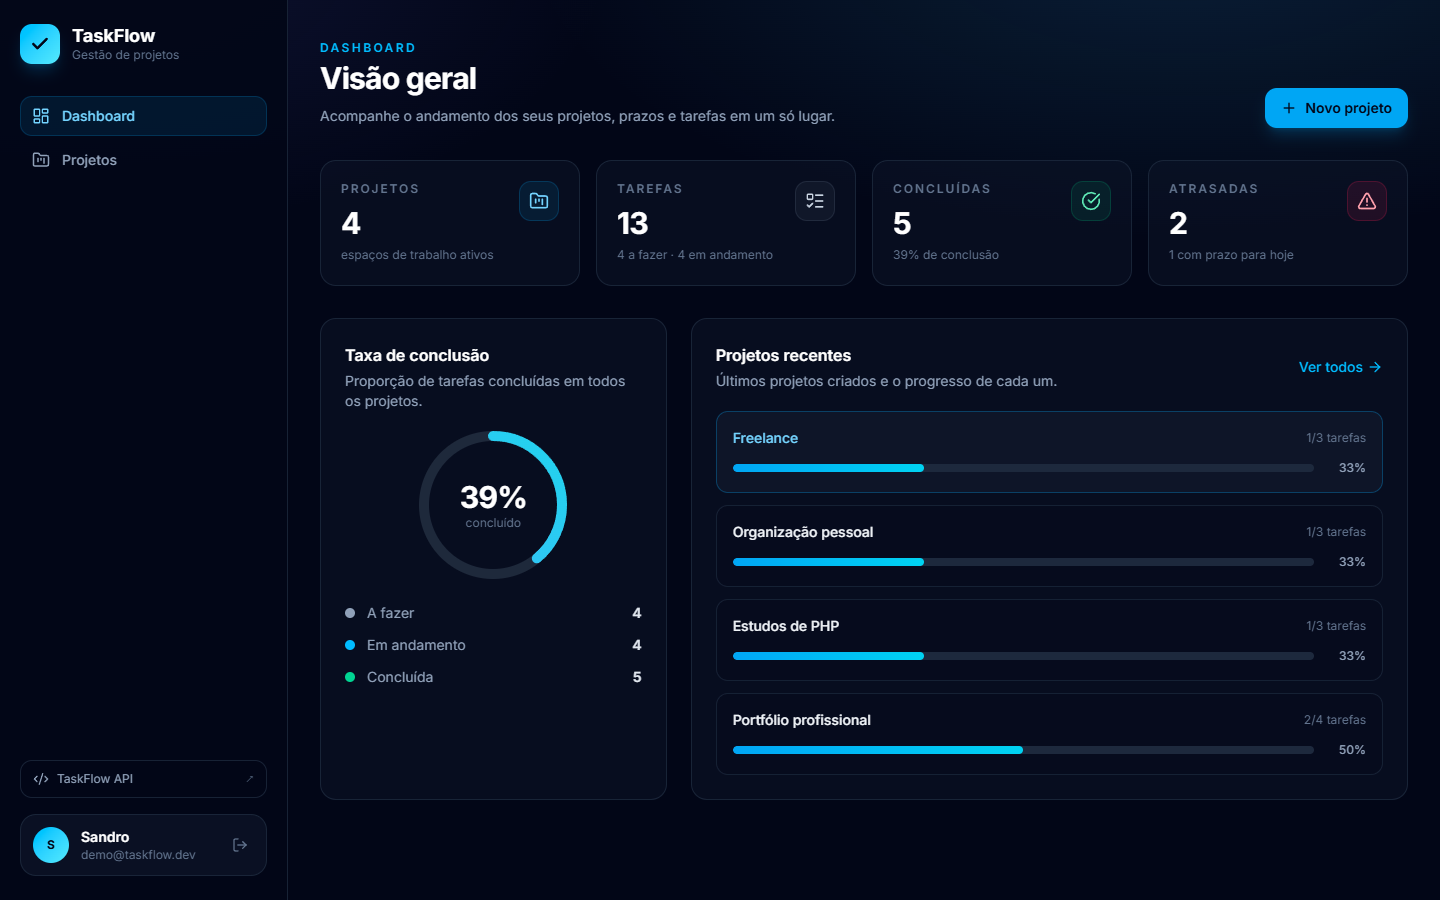 TaskFlow
Gestão de projetos
Dashboard
Projetos
TaskFlow API
S
Sandro
demo@taskflow.dev
DASHBOARD
Visão geral
Acompanhe o andamento dos seus projetos, prazos e tarefas em um só lugar.
Novo projeto
PROJETOS
4
espaços de trabalho ativos
TAREFAS
13
4 a fazer · 4 em andamento
CONCLUÍDAS
5
39% de conclusão
ATRASADAS
2
1 com prazo para hoje
Taxa de conclusão
Proporção de tarefas concluídas em todos
os projetos.
39%
concluído
A fazer 4
Em andamento 4
Concluída 5
Projetos recentes
Últimos projetos criados e o progresso de cada um.
Ver todos →
Freelance 1/3 tarefas
33%
Organização pessoal 1/3 tarefas
33%
Estudos de PHP 1/3 tarefas
33%
Portfólio profissional 2/4 tarefas
50%